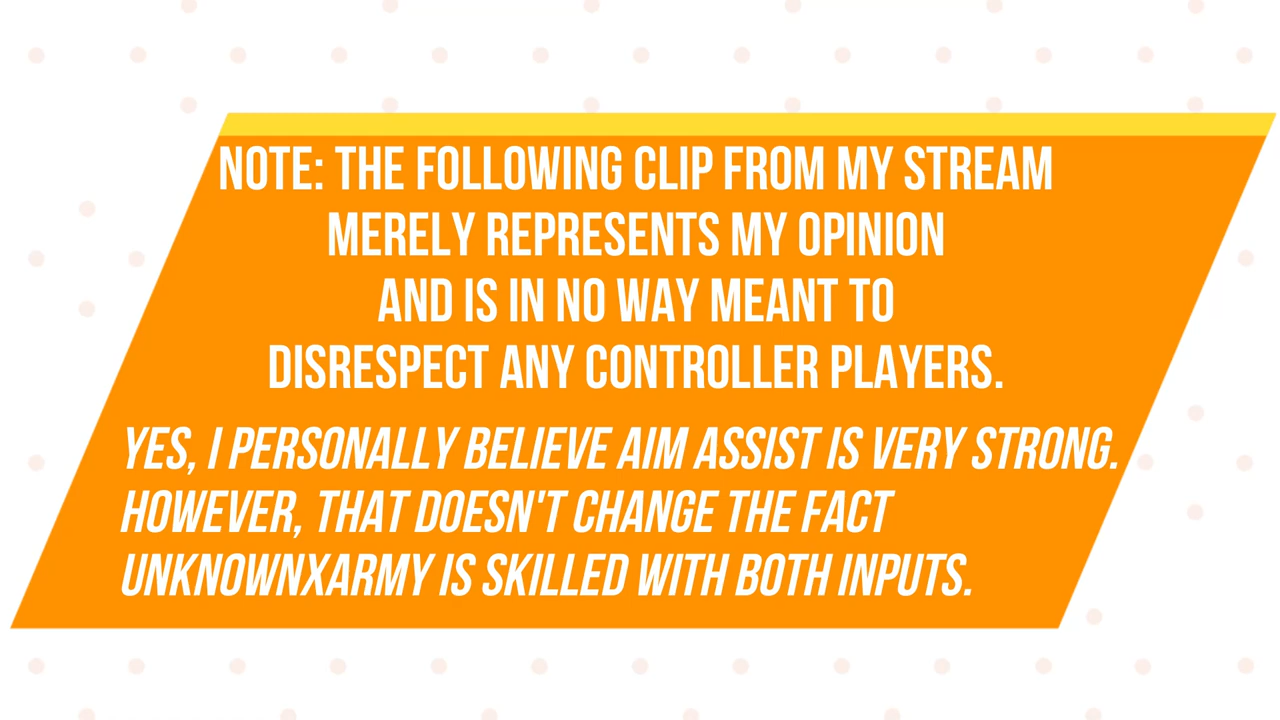 NOTE: THE FOLLOWING CLIP FROM MY STREAM
MERELY REPRESENTS MY OPINION
AND IS IN NO WAY MEANT TO
DISRESPECT ANY CONTROLLER PLAYERS.
YES, I PERSONALLY BELIEVE AIM ASSIST IS VERY STRONG.
HOWEVER, THAT DOESN'T CHANGE THE FACT
UNKNOWNXARMY IS SKILLED WITH BOTH INPUTS.